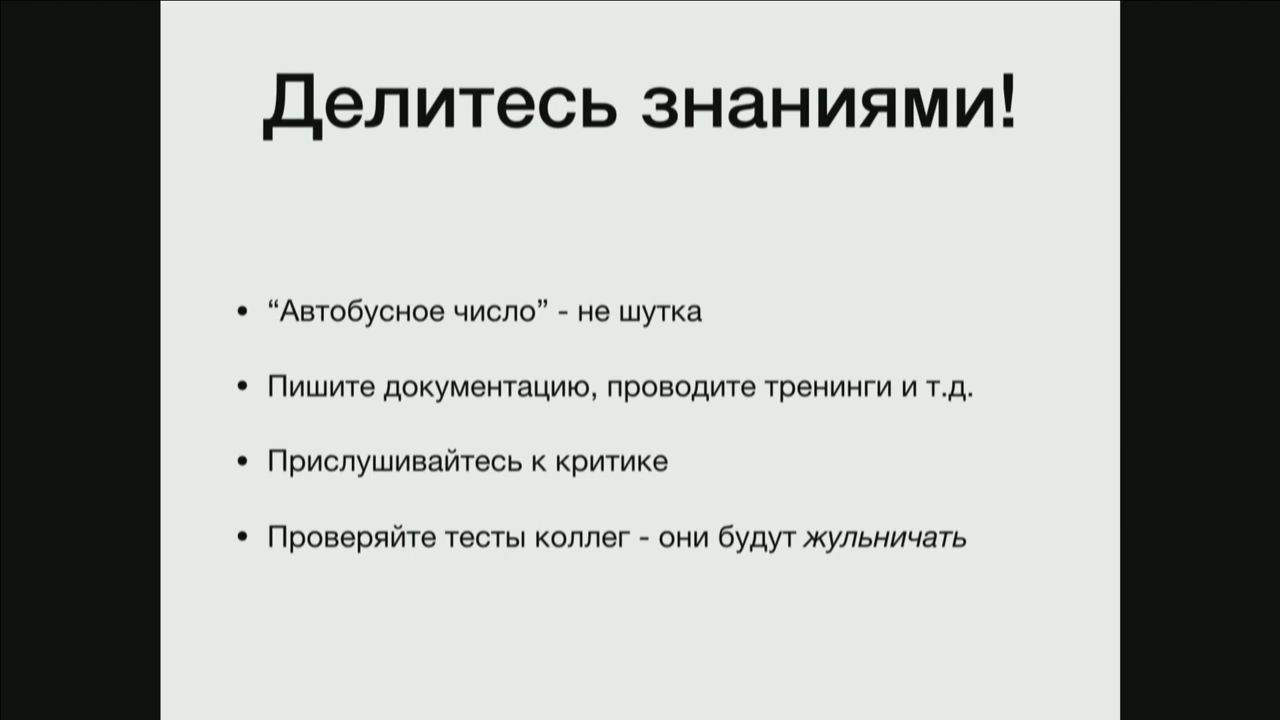 Делитесь знаниями!
• “Автобусное число” - не шутка
• Пишите документацию, проводите тренинги и т.д.
• Прислушивайтесь к критике
• Проверяйте тесты коллег - они будут жульничать